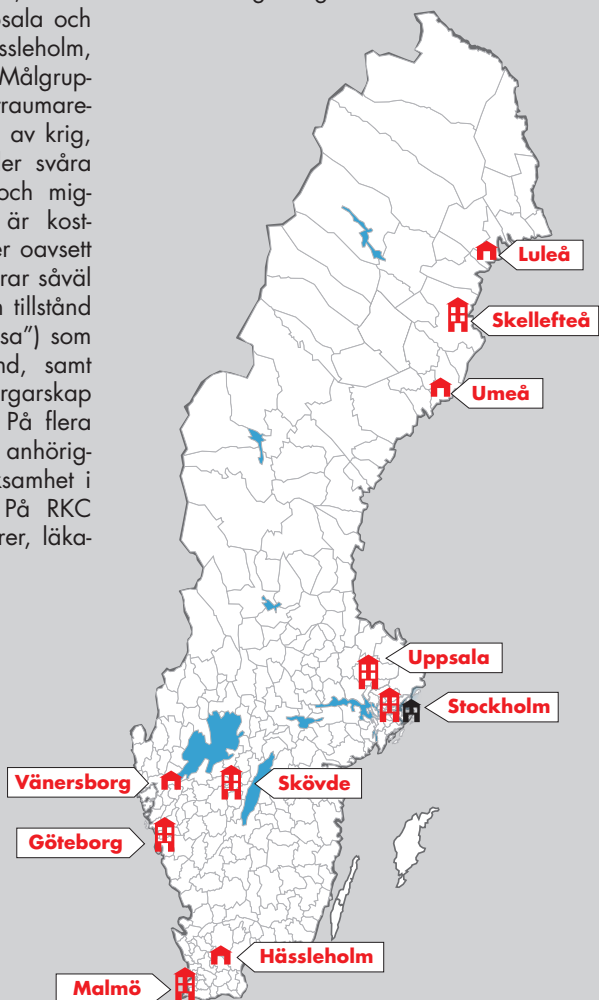 sala och
ssleholm,
Målgrup-
raumare-
av krig,
er svåra
och mig-
är kost-
er oavsett
rar såväl
n tillstånd
sa”) som
nd, samt
rgarskap
På flera
anhörig-
ksamhet i
På RKC
rer, läka-
Luleå
Skellefteå
Umeå
Uppsala
Stockholm
Vänersborg
Skövde
Göteborg
Hässleholm
Malmö